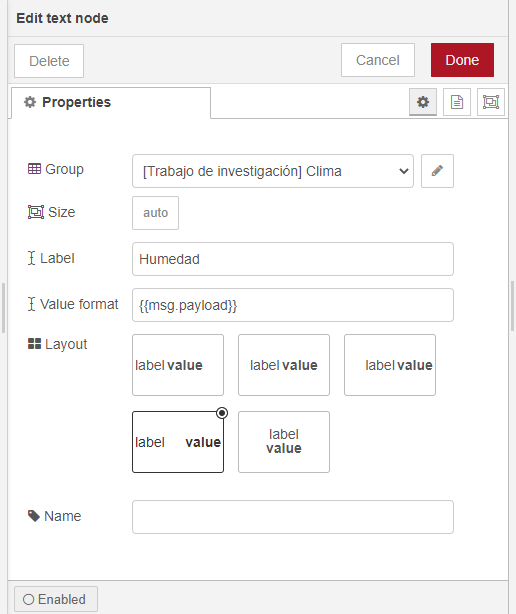 Edit text node
Delete
Cancel
Done
Properties
Group
[Trabajo de investigación] Clima
Size
auto
Label
Humedad
Value format
{{msg.payload}}
Layout
label value
label value
label value
label value
label
value
Name
Enabled